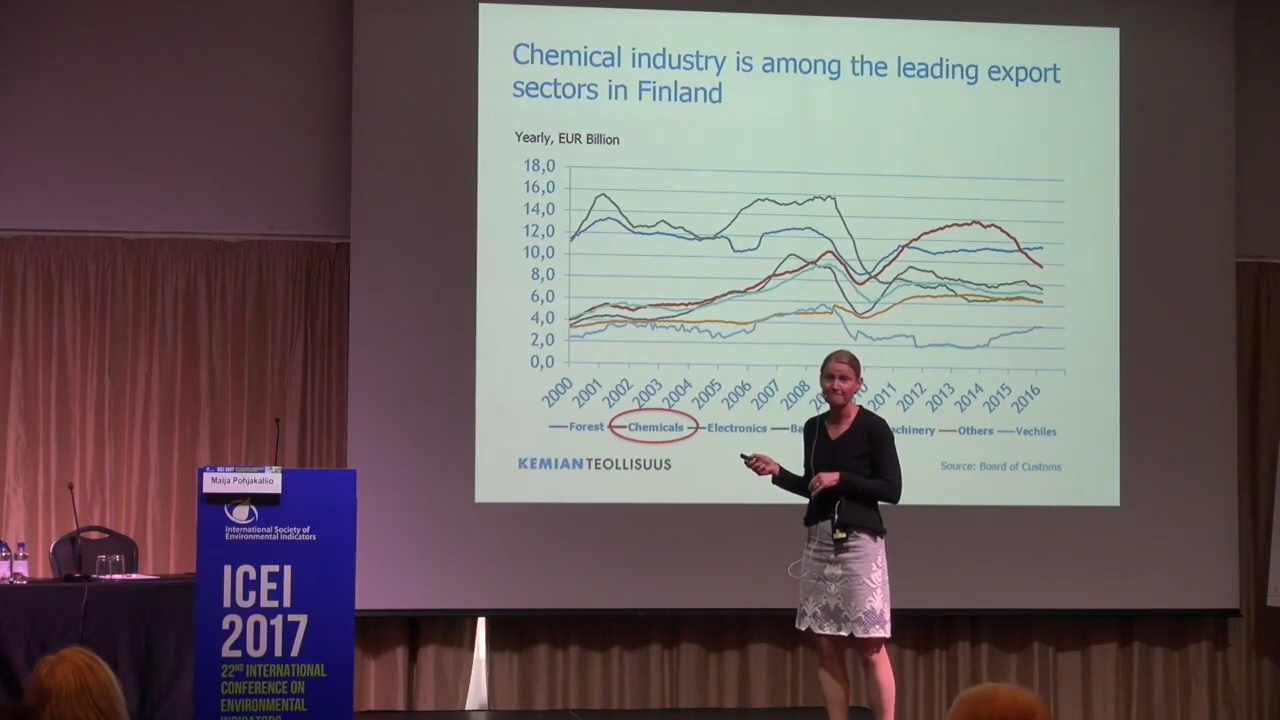 Chemical industry is among the leading export
sectors in Finland
Yearly, EUR Billion
18,0
16,0
14,0
12,0
10,0
8,0
6,0
4,0
2,0
0,0
2000 2001 2002 2003 2004 2005 2006 2007 2008 2011 2012 2013 2014 2015 2016
Forest Chemicals Electronics Others Vechiles
KEMIANTEOLLISUUS
Source: Board of Customs
ICEI 2017
Maija Pohjakallio
International Society of
Environmental Indicators
ICEI
2017
22ND INTERNATIONAL
CONFERENCE ON
ENVIRONMENTAL
INDICATORS